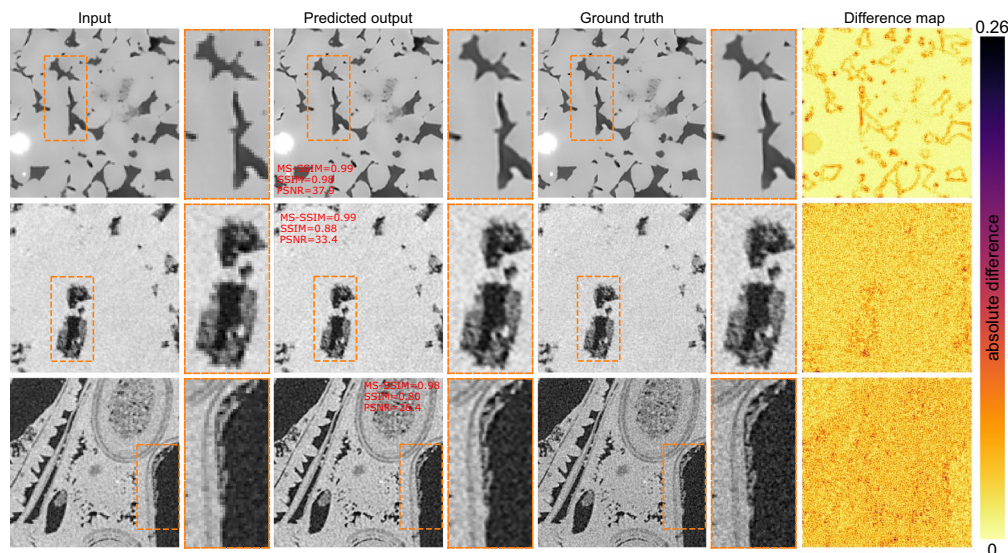 Input
Predicted output
Ground truth
Difference map
0.26
MS-SSIM=0.99
SSIM=0.98
PSNR=37.9
MS-SSIM=0.99
SSIM=0.88
PSNR=33.4
absolute difference
MS-SSIM=0.98
SSIM=0.80
PSNR=26.4
0